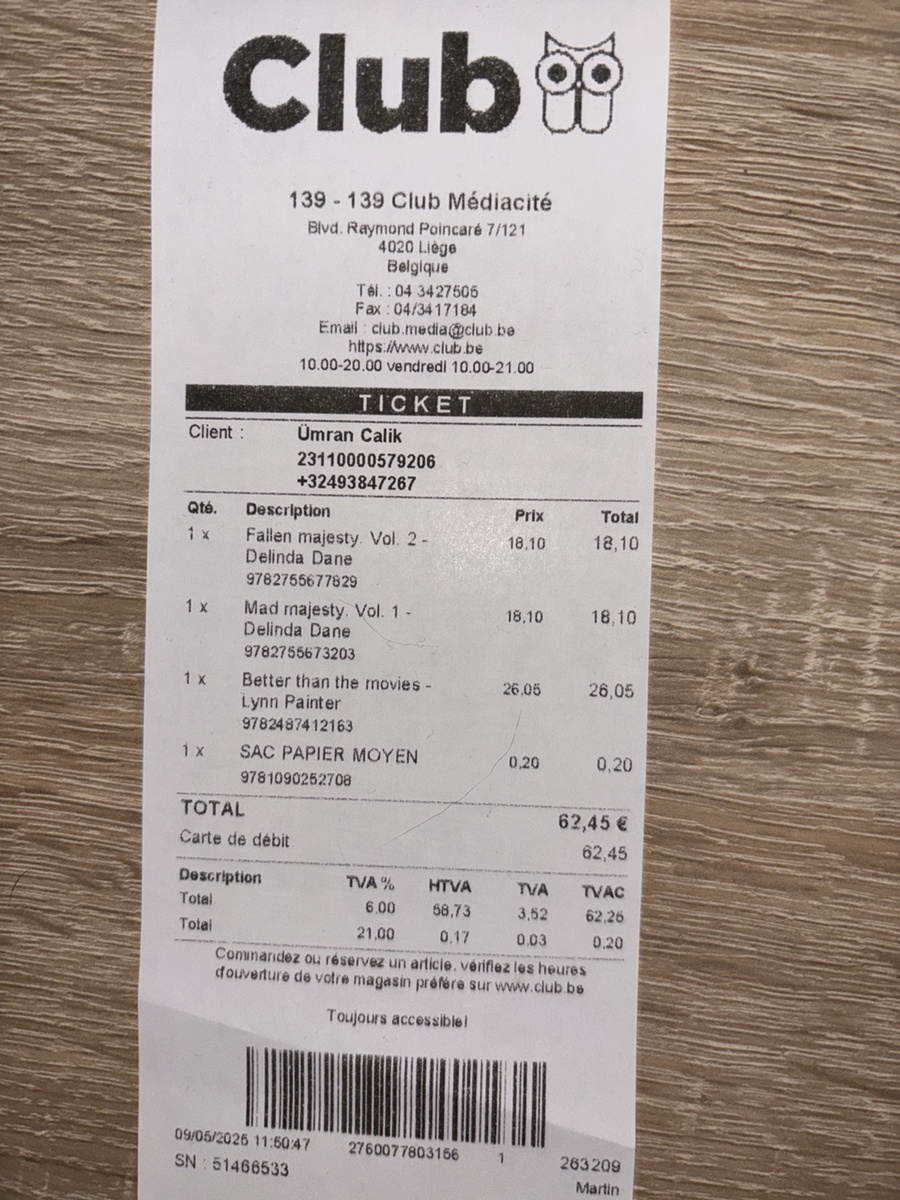 Club
139 - 139 Club Médiacité
Blvd. Raymond Poincaré 7/121
4020 Liège
Belgique
Tél. : 04 3427506
Fax : 04/3417184
Email : club.media@club.be
https://www.club.be
10.00-20.00 vendredi 10.00-21.00
TICKET
Client : Ümran Calik
23110000579206
+32493847267
Qté. Description Prix Total
1 x Fallen majesty. Vol. 2 - 18,10 18,10
Delinda Dane
9782755677829
1 x Mad majesty. Vol. 1 - 18,10 18,10
Delinda Dane
9782755673203
1 x Better than the movies - 26,05 26,05
Lynn Painter
9782487412163
1 x SAC PAPIER MOYEN 0,20 0,20
9781090252708
TOTAL 62,45 €
Carte de débit 62,45
Description TVA % HTVA TVA TVAC
Total 6,00 58,73 3,52 62,25
Total 21,00 0,17 0,03 0,20
Commandez ou réservez un article, vérifiez les heures
d'ouverture de votre magasin préféré sur www.club.be
Toujours accessible!
09/05/2025 11:50:47 2760077803156 1 263209
SN : 51466533 Martin